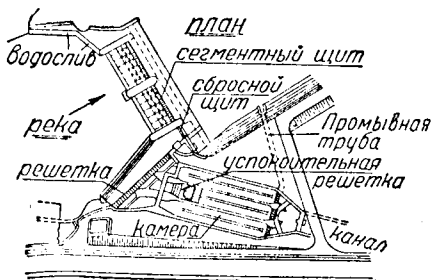 план
водослив
сегментный щит
сбросной
щит
река
Промывная
труба
решетка
успокоительная
решетка
камера
канал